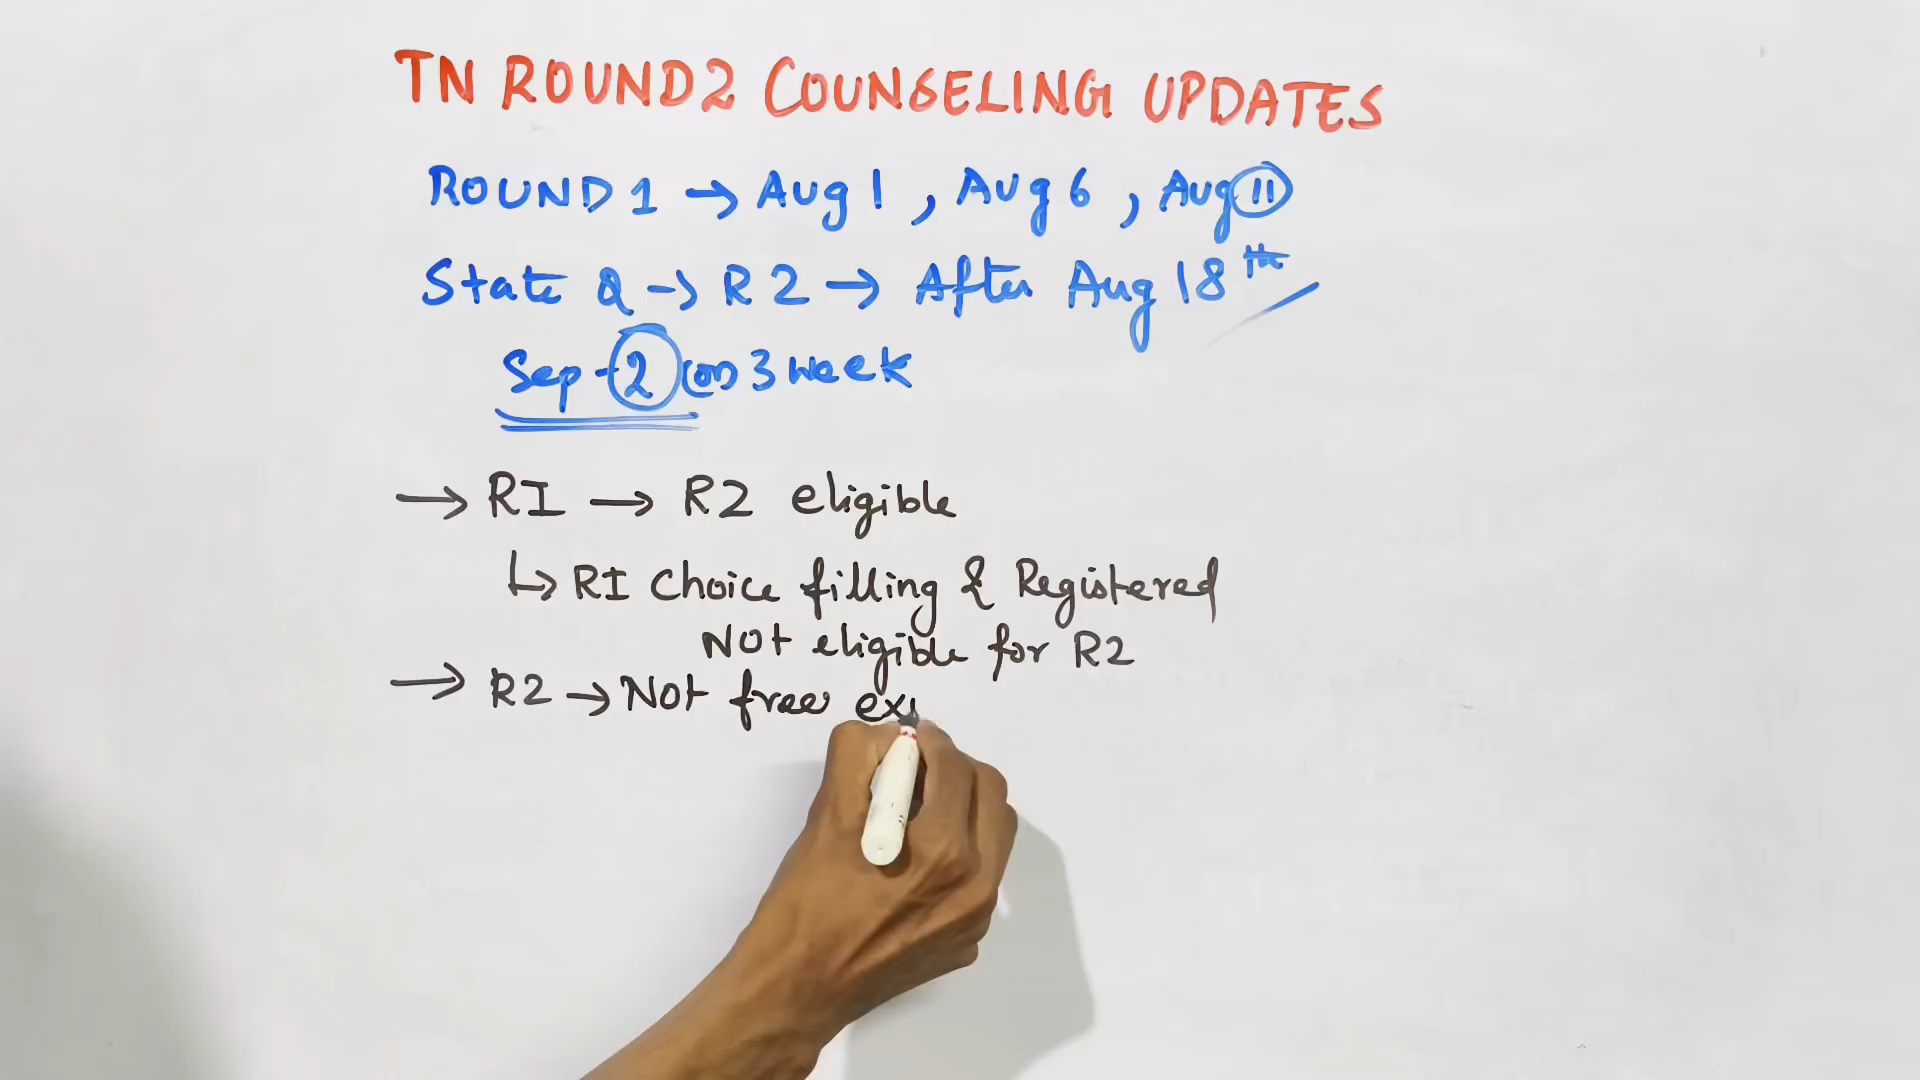 TN ROUND2 COUNSELING UPDATES
ROUND 1 → Aug 1 , Aug 6 , Aug 11
State Q → R2 → After Aug 18th
Sep - 2 (or) 3 week
→ RI → R2 eligible
↳ RI Choice filling & Registered
Not eligible for R2
→ R2 → Not free